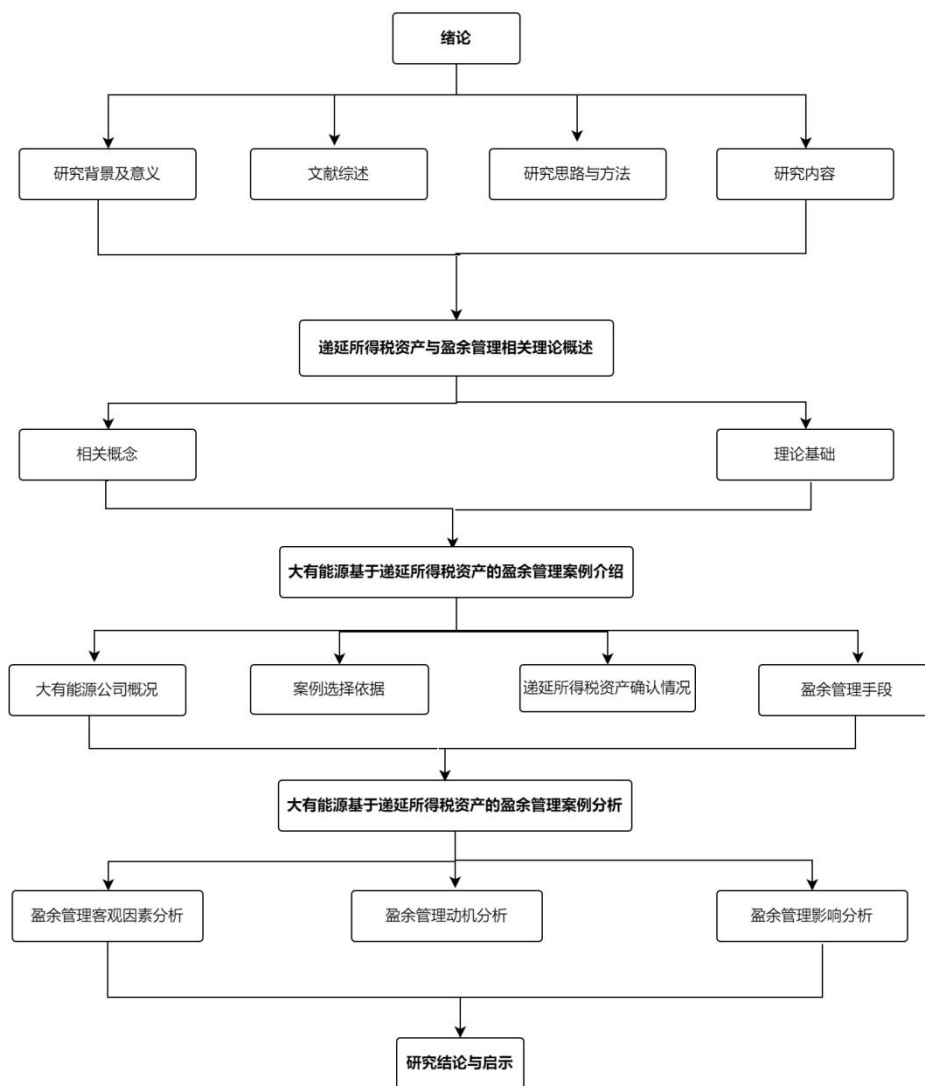 绪论
研究背景及意义
文献综述
研究思路与方法
研究内容
递延所得税资产与盈余管理相关理论概述
相关概念
理论基础
大有能源基于递延所得税资产的盈余管理案例介绍
大有能源公司概况
案例选择依据
递延所得税资产确认情况
盈余管理手段
大有能源基于递延所得税资产的盈余管理案例分析
盈余管理客观因素分析
盈余管理动机分析
盈余管理影响分析
研究结论与启示